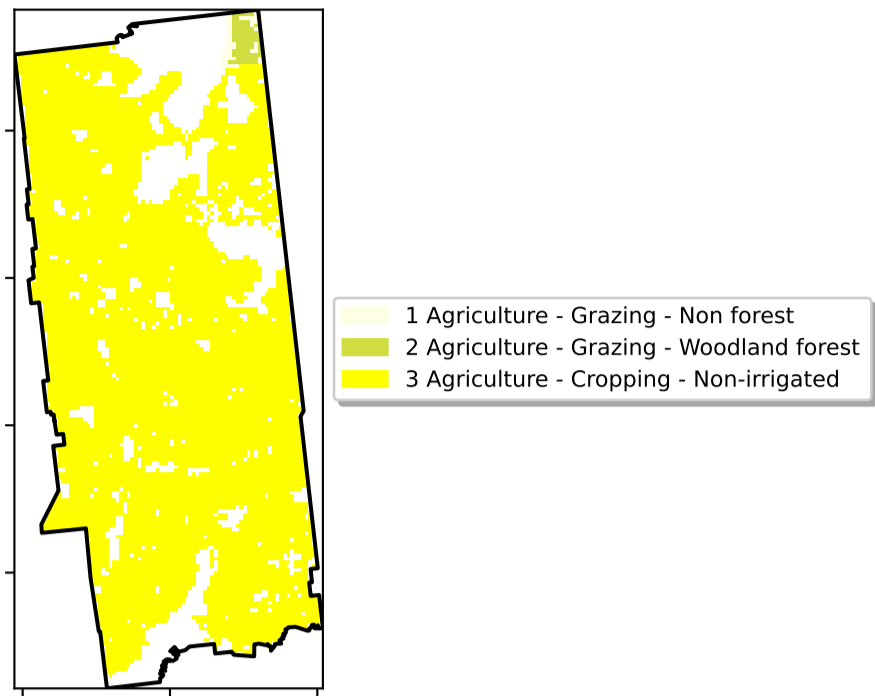 1 Agriculture - Grazing - Non forest
2 Agriculture - Grazing - Woodland forest
3 Agriculture - Cropping - Non-irrigated